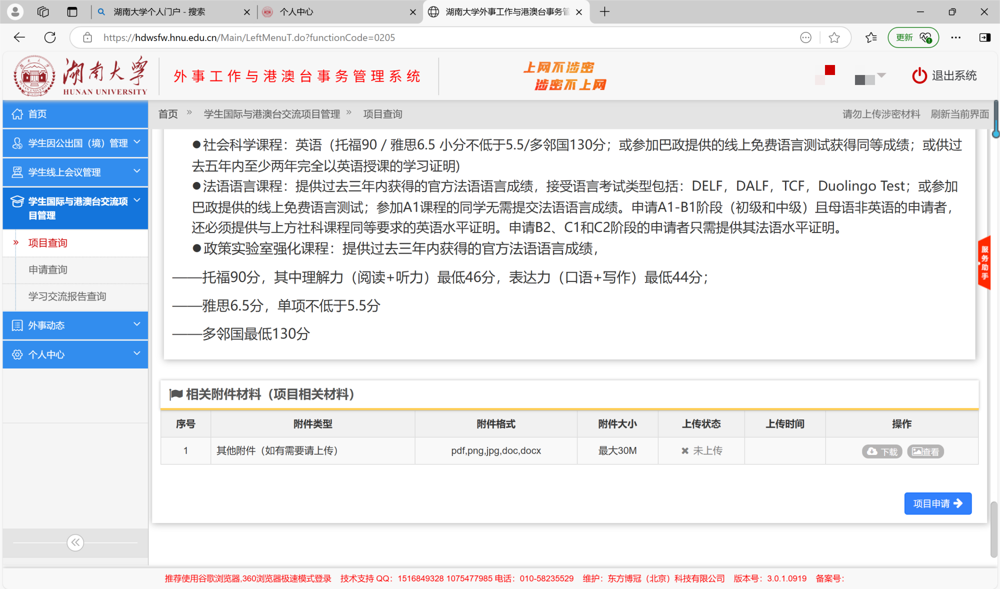 湖南大学个人门户 - 搜索
个人中心
湖南大学外事工作与港澳台事务管
https://hdwsfw.hnu.edu.cn/Main/LeftMenuT.do?functionCode=0205
更新
湖南大学
HUNAN UNIVERSITY
外事工作与港澳台事务管理系统
上网不涉密
涉密不上网
退出系统
首页
学生因公出国（境）管理
学生线上会议管理
学生国际与港澳台交流项
目管理
项目查询
申请查询
学习交流报告查询
外事动态
个人中心
首页 » 学生国际与港澳台交流项目管理 » 项目查询
请勿上传涉密材料 刷新当前界面
●社会科学课程：英语（托福90 / 雅思6.5 小分不低于5.5/多邻国130分；或参加巴政提供的线上免费语言测试获得同等成绩；或供过
去五年内至少两年完全以英语授课的学习证明)
●法语语言课程：提供过去三年内获得的官方法语语言成绩，接受语言考试类型包括：DELF，DALF，TCF，Duolingo Test；或参加
巴政提供的线上免费语言测试；参加A1课程的同学无需提交法语语言成绩。申请A1-B1阶段（初级和中级）且母语非英语的申请者，
还必须提供与上方社科课程同等要求的英语水平证明。申请B2、C1和C2阶段的申请者只需提供其法语水平证明。
●政策实验室强化课程：提供过去三年内获得的官方法语语言成绩，
——托福90分，其中理解力（阅读+听力）最低46分，表达力（口语+写作）最低44分；
——雅思6.5分，单项不低于5.5分
——多邻国最低130分
服务助手
相关附件材料（项目相关材料）
序号 附件类型 附件格式 附件大小 上传状态 上传时间 操作
1 其他附件（如有需要请上传） pdf,png,jpg,doc,docx 最大30M ✖ 未上传 下载 查看
项目申请
推荐使用谷歌浏览器,360浏览器极速模式登录 技术支持 QQ：1516849328 1075477985 电话：010-58235529 维护：东方博冠（北京）科技有限公司 版本号：3.0.1.0919 备案号：